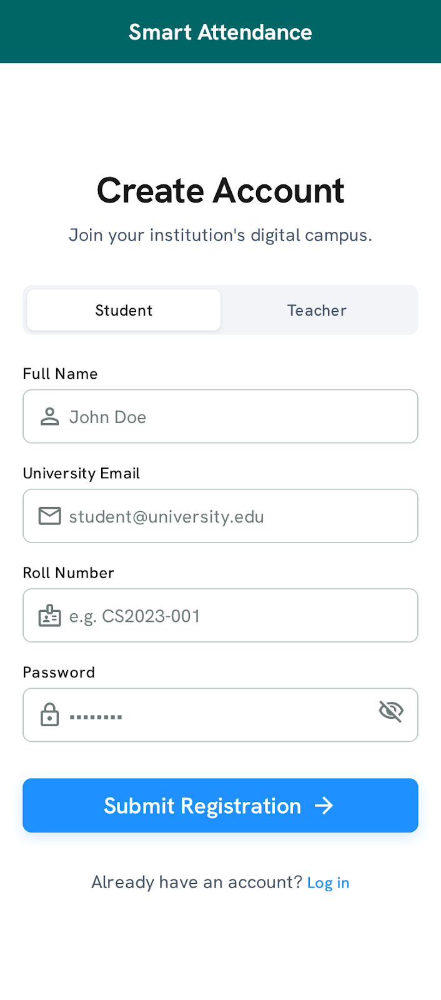 Smart Attendance
Create Account
Join your institution's digital campus.
Student
Teacher
Full Name
John Doe
University Email
student@university.edu
Roll Number
e.g. CS2023-001
Password
••••••••
Submit Registration →
Already have an account? Log in